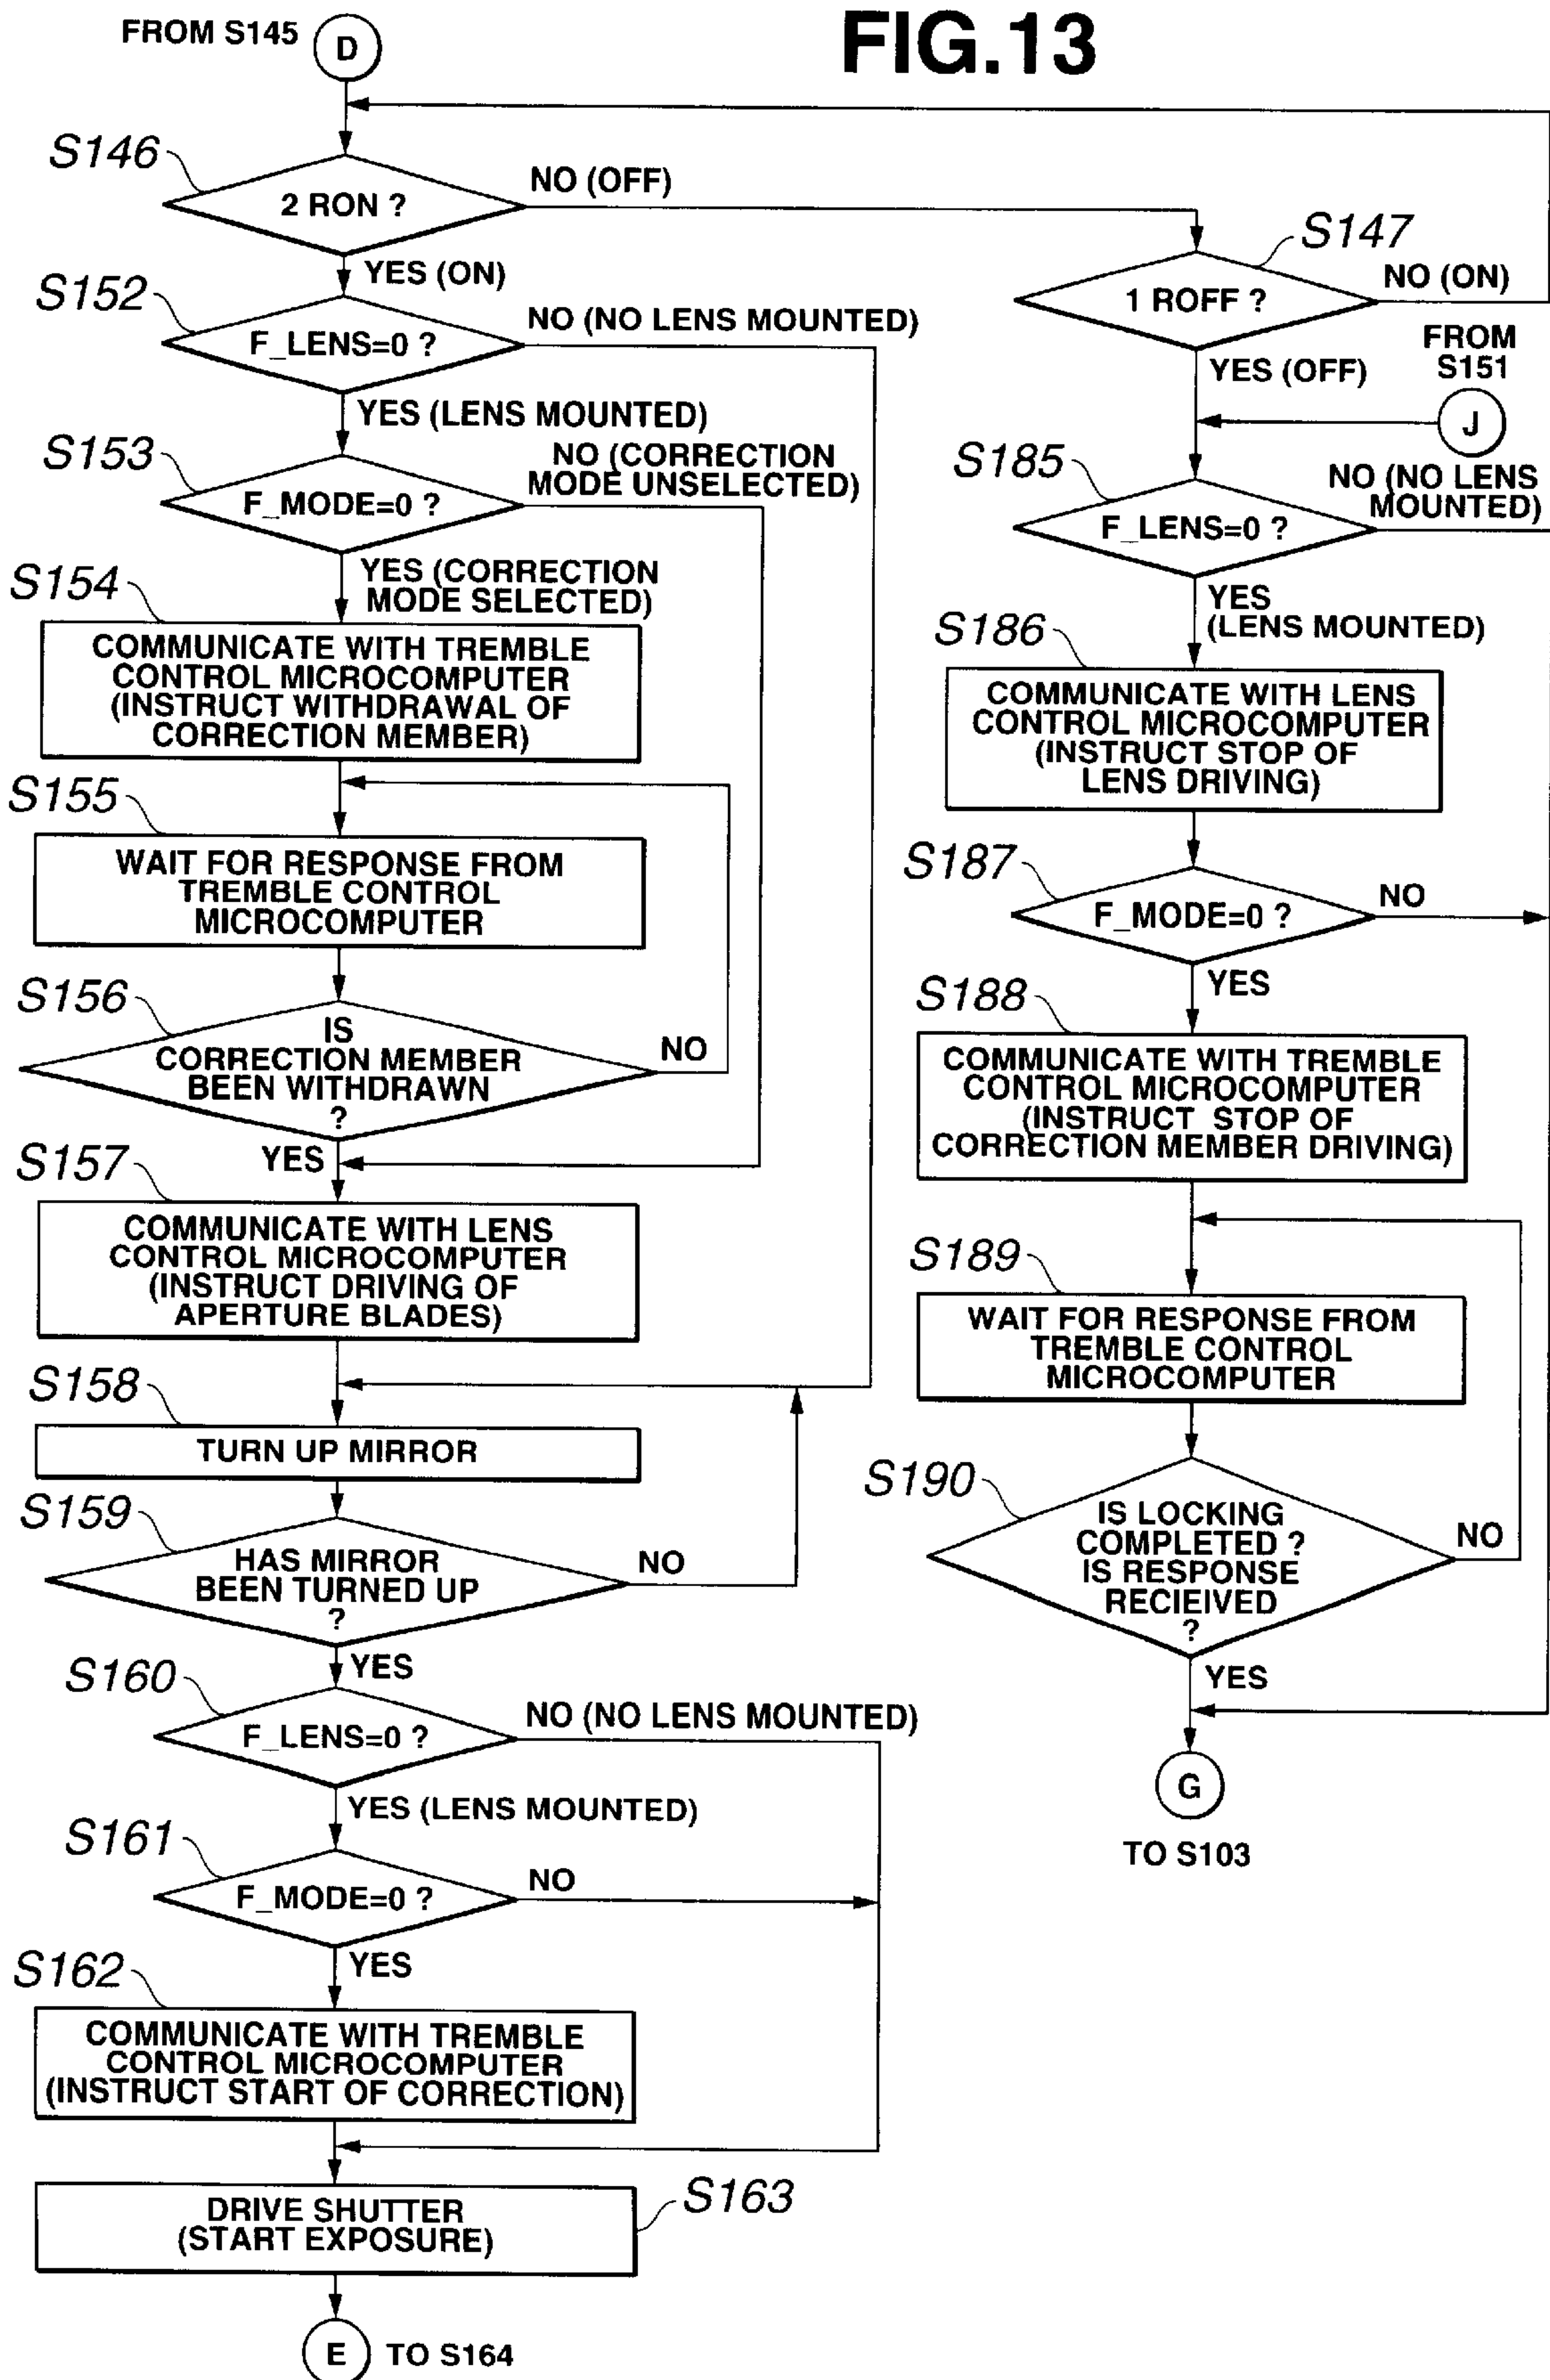 FIG.13
FROM S145
D
S146
2 RON ?
NO (OFF)
YES (ON)
S147
1 ROFF ?
NO (ON)
YES (OFF)
FROM
S151
J
S152
F_LENS=0 ?
NO (NO LENS MOUNTED)
YES (LENS MOUNTED)
S153
F_MODE=0 ?
NO (CORRECTION
MODE UNSELECTED)
YES (CORRECTION
MODE SELECTED)
S154
COMMUNICATE WITH TREMBLE
CONTROL MICROCOMPUTER
(INSTRUCT WITHDRAWAL OF
CORRECTION MEMBER)
S155
WAIT FOR RESPONSE FROM
TREMBLE CONTROL
MICROCOMPUTER
S156
IS
CORRECTION MEMBER
BEEN WITHDRAWN
?
NO
YES
S157
COMMUNICATE WITH LENS
CONTROL MICROCOMPUTER
(INSTRUCT DRIVING OF
APERTURE BLADES)
S158
TURN UP MIRROR
S159
HAS MIRROR
BEEN TURNED UP
?
NO
YES
S160
F_LENS=0 ?
NO (NO LENS MOUNTED)
YES (LENS MOUNTED)
S161
F_MODE=0 ?
NO
YES
S162
COMMUNICATE WITH TREMBLE
CONTROL MICROCOMPUTER
(INSTRUCT START OF CORRECTION)
S163
DRIVE SHUTTER
(START EXPOSURE)
E
TO S164
S185
F_LENS=0 ?
NO (NO LENS
MOUNTED)
YES
(LENS MOUNTED)
S186
COMMUNICATE WITH LENS
CONTROL MICROCOMPUTER
(INSTRUCT STOP OF
LENS DRIVING)
S187
F_MODE=0 ?
NO
YES
S188
COMMUNICATE WITH TREMBLE
CONTROL MICROCOMPUTER
(INSTRUCT STOP OF
CORRECTION MEMBER DRIVING)
S189
WAIT FOR RESPONSE FROM
TREMBLE CONTROL
MICROCOMPUTER
S190
IS LOCKING
COMPLETED ?
IS RESPONSE
RECIEIVED
?
NO
YES
G
TO S103